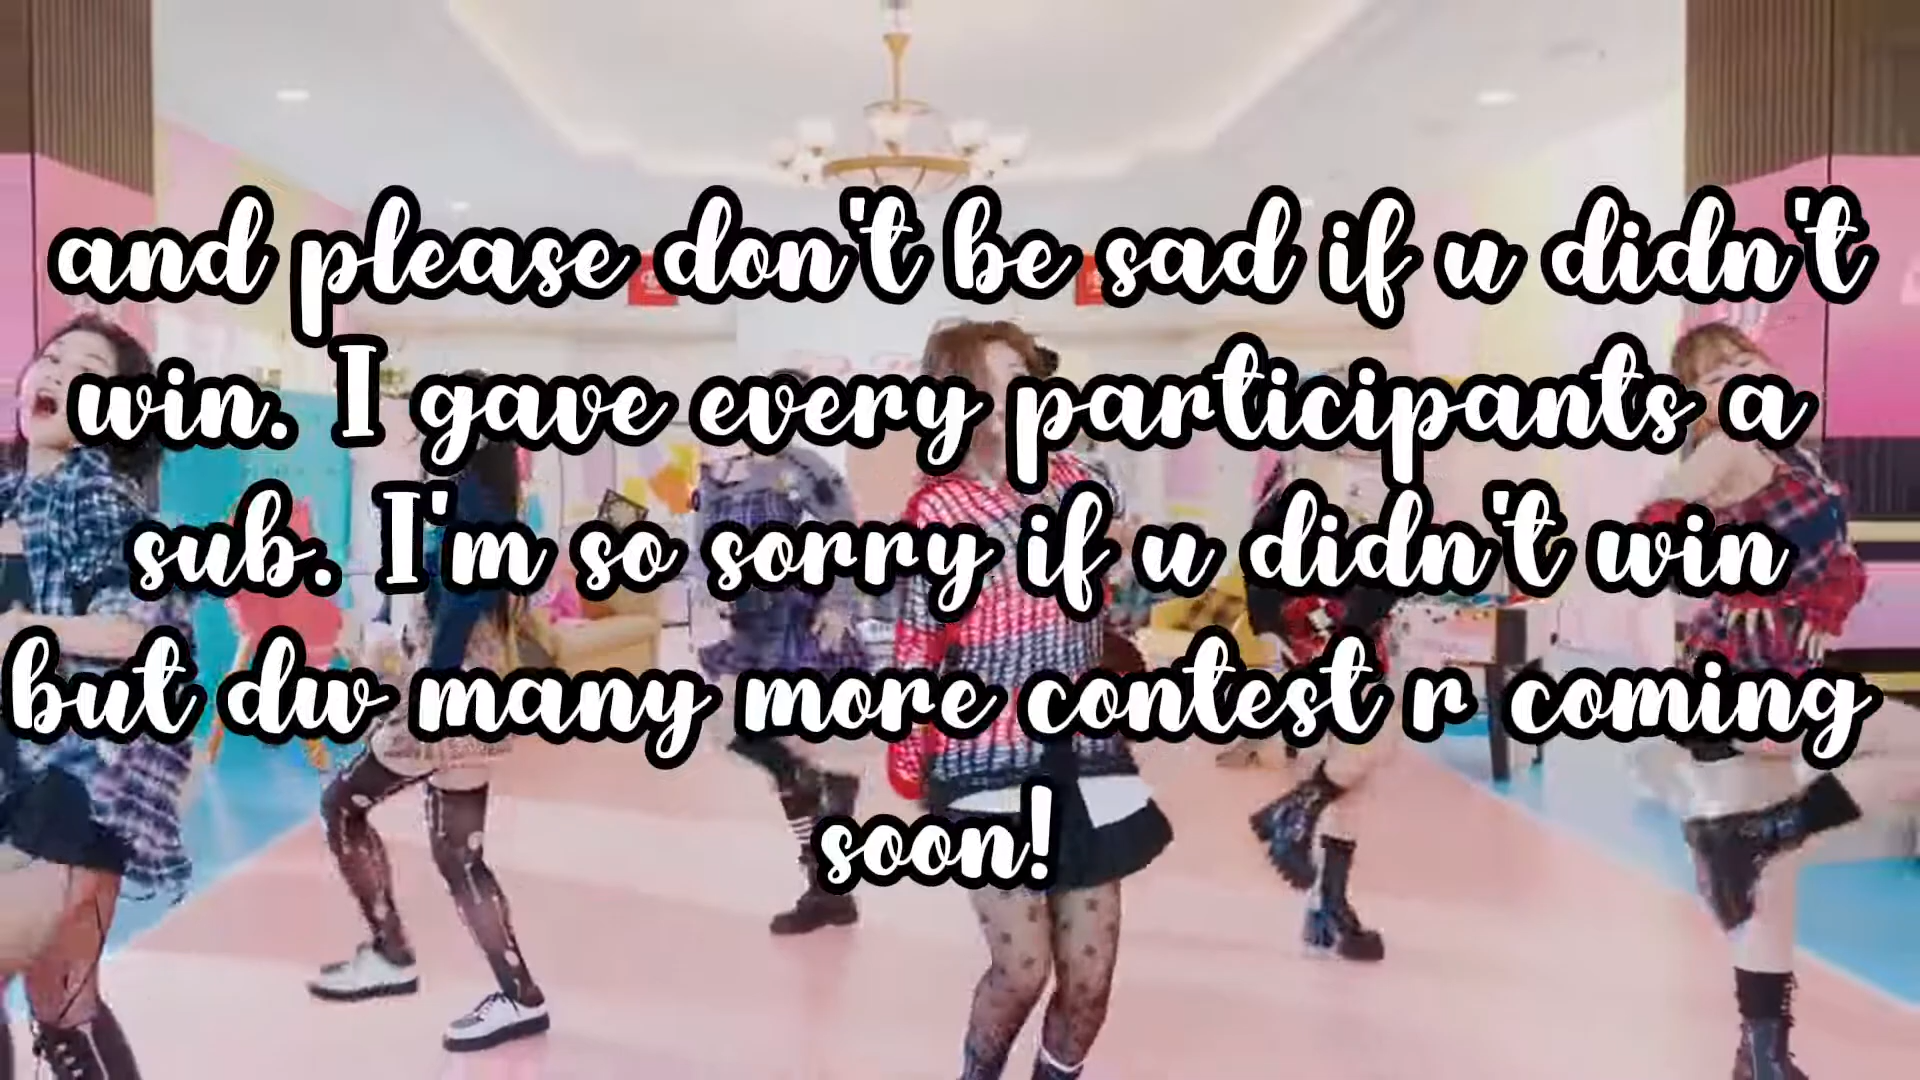 and please don't be sad if u didn't
win. I gave every participants a
sub. I'm so sorry if u didn't win
but dw many more contest r coming
soon!